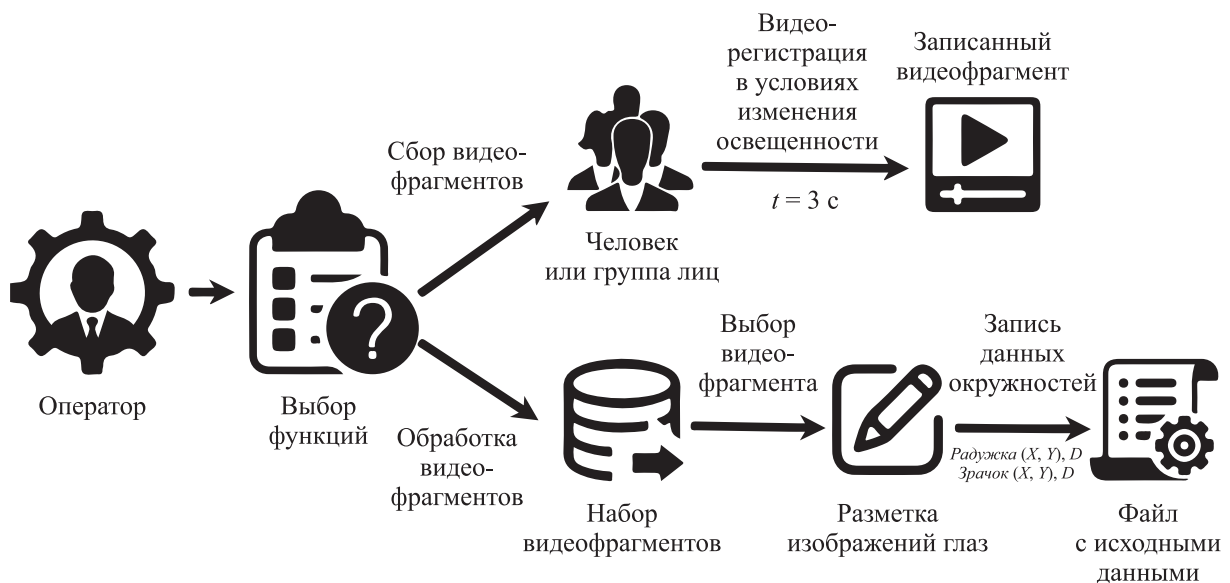 Видео-
регистрация
в условиях
изменения
освещенности
t = 3 с
Записанный
видеофрагмент
Сбор видео-
фрагментов
Человек
или группа лиц
Оператор
Выбор
функций
Обработка
видео-
фрагментов
Набор
видеофрагментов
Выбор
видео-
фрагмента
Разметка
изображений глаз
Запись
данных
окружностей
Радужка (X, Y), D
Зрачок (X, Y), D
Файл
с исходными
данными